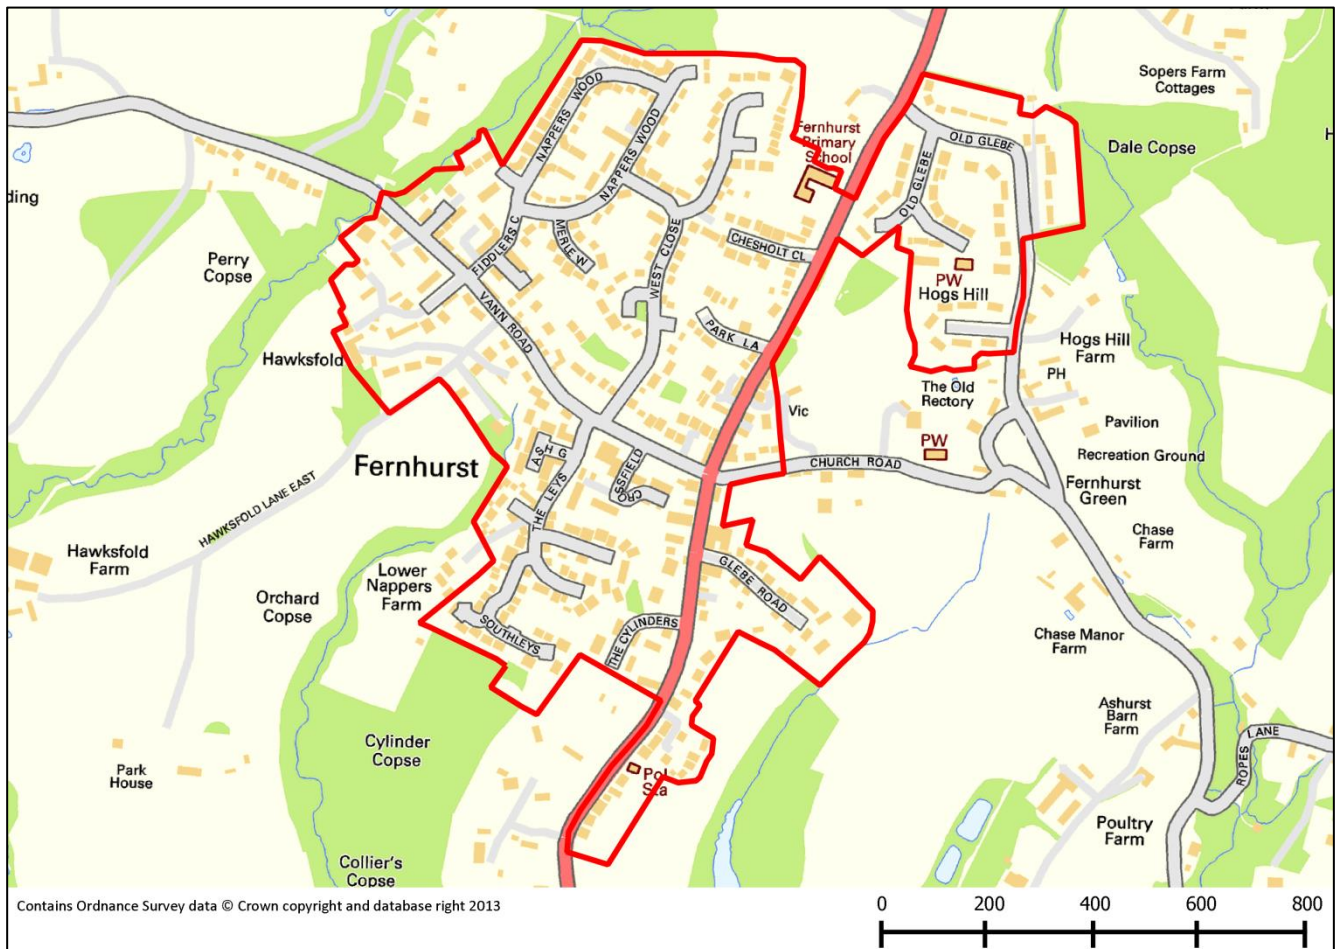 Sopers Farm
Cottages
Fernhurst
Primary
School
OLD GLEBE
Dale Copse
NAPPERS WOOD
NAPPERS WOOD
OLD GLEBE
ding
Perry
Copse
FIDDLERS C
MERLE W
WEST CLOSE
CHESHOLT CL
PW
Hogs Hill
VANN ROAD
PARK LA
Hawksfold
Hogs Hill
Farm
PH
The Old
Rectory
Vic
Pavilion
PW
Recreation Ground
ASH G
CROSSFIELD
CHURCH ROAD
Fernhurst
Fernhurst
Green
THE LEYS
HAWKSFOLD LANE EAST
Chase
Farm
Hawksfold
Farm
Lower
Nappers
Farm
Orchard
Copse
GLEBE ROAD
SOUTHLEYS
THE CYLINDERS
Chase Manor
Farm
Ashurst
Barn
Farm
ROPES LANE
Cylinder
Copse
Park
House
Pol
Sta
Poultry
Farm
Collier's
Copse
H
Contains Ordnance Survey data © Crown copyright and database right 2013
0 200 400 600 800